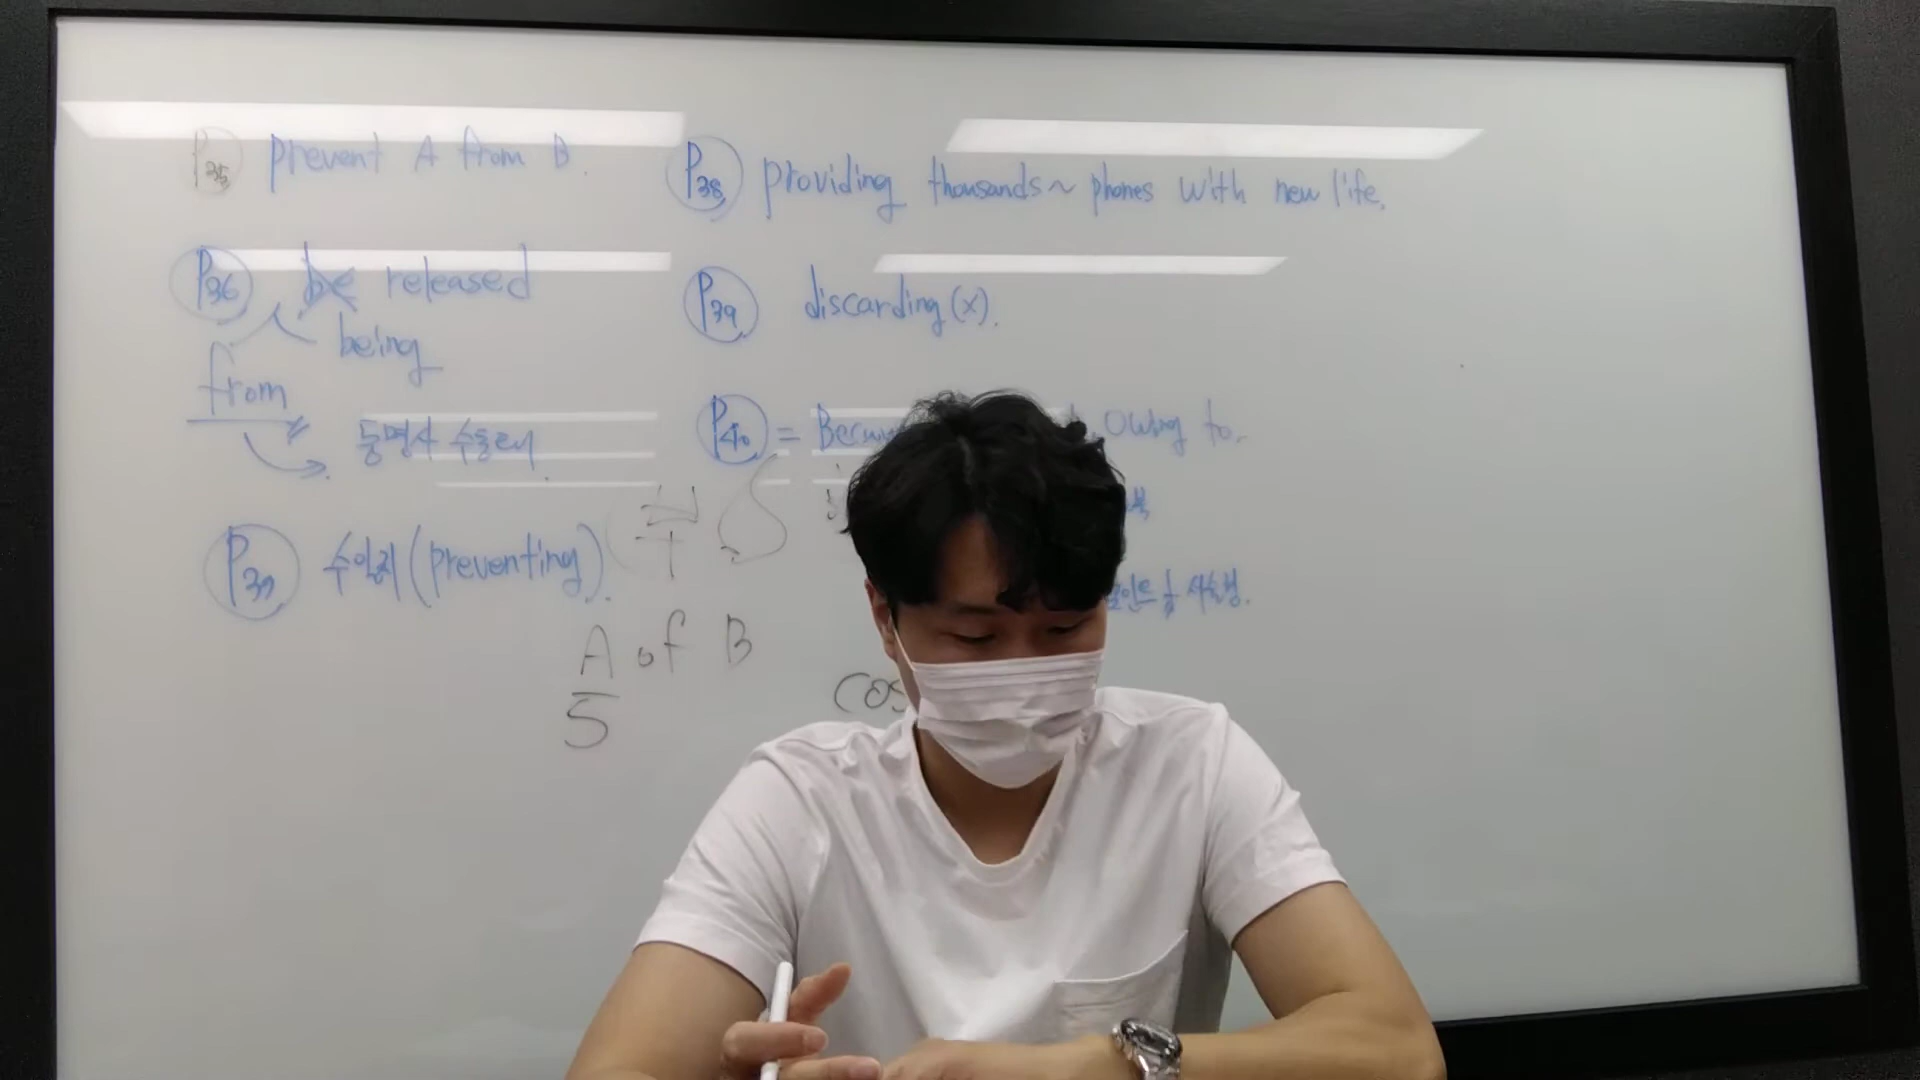 P35 prevent A from B.
P36 be released
being
from
동명사 수동태.
P37 수일치 (preventing).
A of B
5
P38 providing thousands~ phones with new life.
P39 discarding (x).
P40 = owing to.
cos